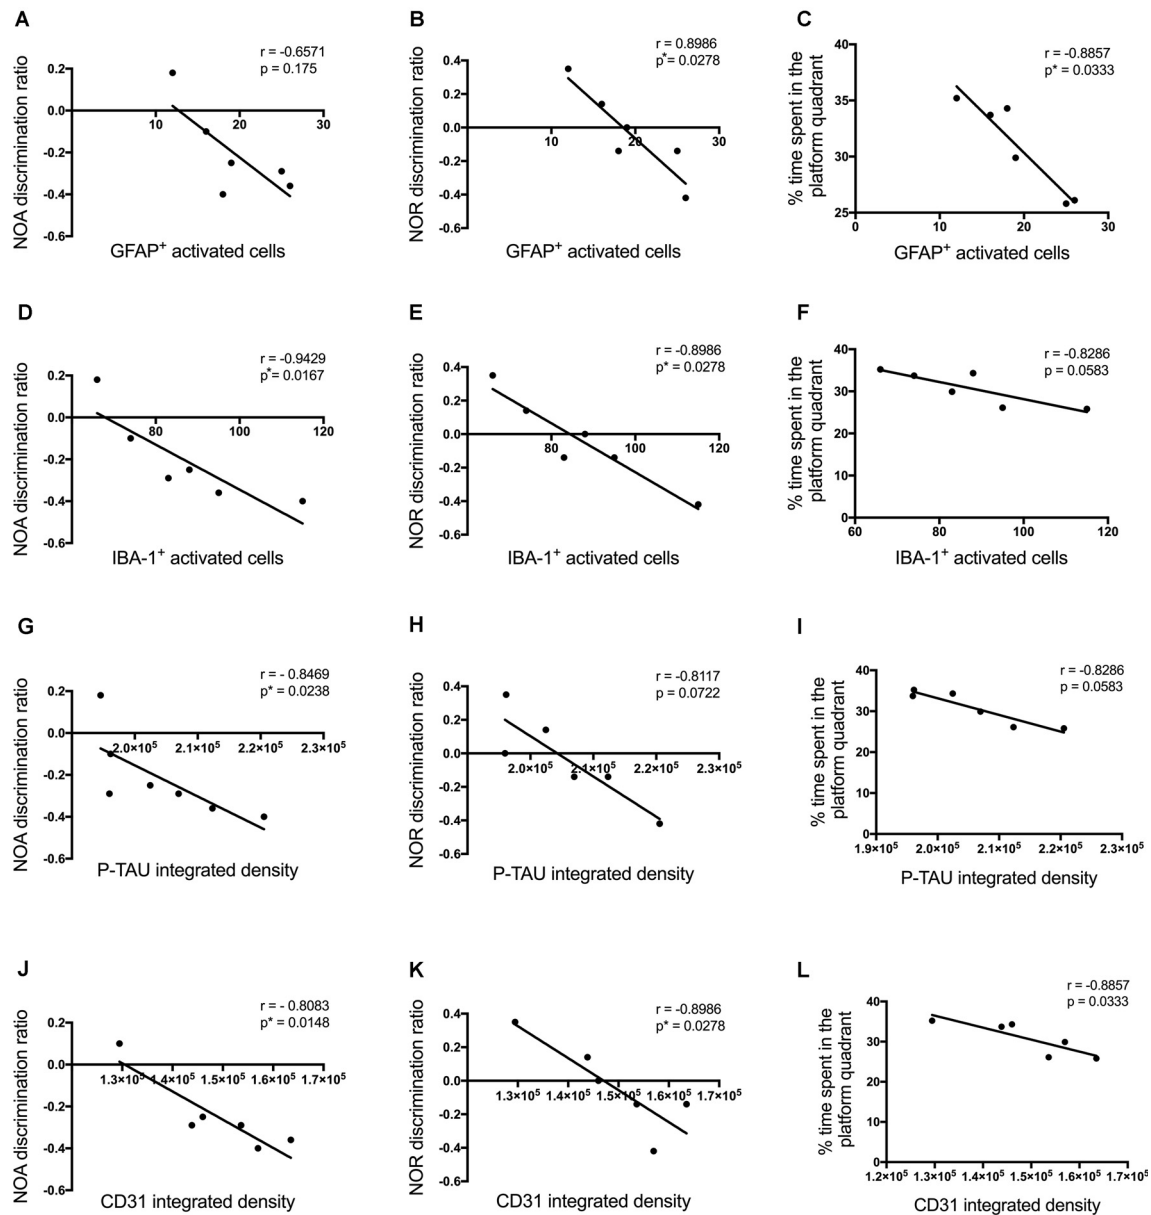 A
r = -0.6571
p = 0.175
NOA discrimination ratio
0.2
0.0
-0.2
-0.4
-0.6
10 20 30
GFAP+ activated cells
B
r = 0.8986
p*= 0.0278
NOR discrimination ratio
0.4
0.2
0.0
-0.2
-0.4
-0.6
10 20 30
GFAP+ activated cells
C
r = -0.8857
p* = 0.0333
% time spent in the
platform quadrant
40
35
30
25
0 10 20 30
GFAP+ activated cells
D
r = -0.9429
p*= 0.0167
NOA discrimination ratio
0.2
0.0
-0.2
-0.4
-0.6
80 100 120
IBA-1+ activated cells
E
r = -0.8986
p* = 0.0278
NOR discrimination ratio
0.4
0.2
0.0
-0.2
-0.4
-0.6
80 100 120
IBA-1+ activated cells
F
r = -0.8286
p = 0.0583
% time spent in the
platform quadrant
40
30
20
10
0
60 80 100 120
IBA-1+ activated cells
G
r = - 0.8469
p* = 0.0238
NOA discrimination ratio
0.2
0.0
-0.2
-0.4
-0.6
2.0×10⁵ 2.1×10⁵ 2.2×10⁵ 2.3×10⁵
P-TAU integrated density
H
r = -0.8117
p = 0.0722
NOR discrimination ratio
0.4
0.2
0.0
-0.2
-0.4
-0.6
2.0×10⁵ 2.1×10⁵ 2.2×10⁵ 2.3×10⁵
P-TAU integrated density
I
r = -0.8286
p = 0.0583
% time spent in the
platform quadrant
40
30
20
10
0
1.9×10⁵ 2.0×10⁵ 2.1×10⁵ 2.2×10⁵ 2.3×10⁵
P-TAU integrated density
J
r = - 0.8083
p* = 0.0148
NOA discrimination ratio
0.2
0.0
-0.2
-0.4
-0.6
1.3×10⁵ 1.4×10⁵ 1.5×10⁵ 1.6×10⁵ 1.7×10⁵
CD31 integrated density
K
r = -0.8986
p* = 0.0278
NOR discrimination ratio
0.4
0.2
0.0
-0.2
-0.4
-0.6
1.3×10⁵ 1.4×10⁵ 1.5×10⁵ 1.6×10⁵ 1.7×10⁵
CD31 integrated density
L
r = -0.8857
p = 0.0333
% time spent in the
platform quadrant
40
30
20
10
0
1.2×10⁵ 1.3×10⁵ 1.4×10⁵ 1.5×10⁵ 1.6×10⁵ 1.7×10⁵
CD31 integrated density